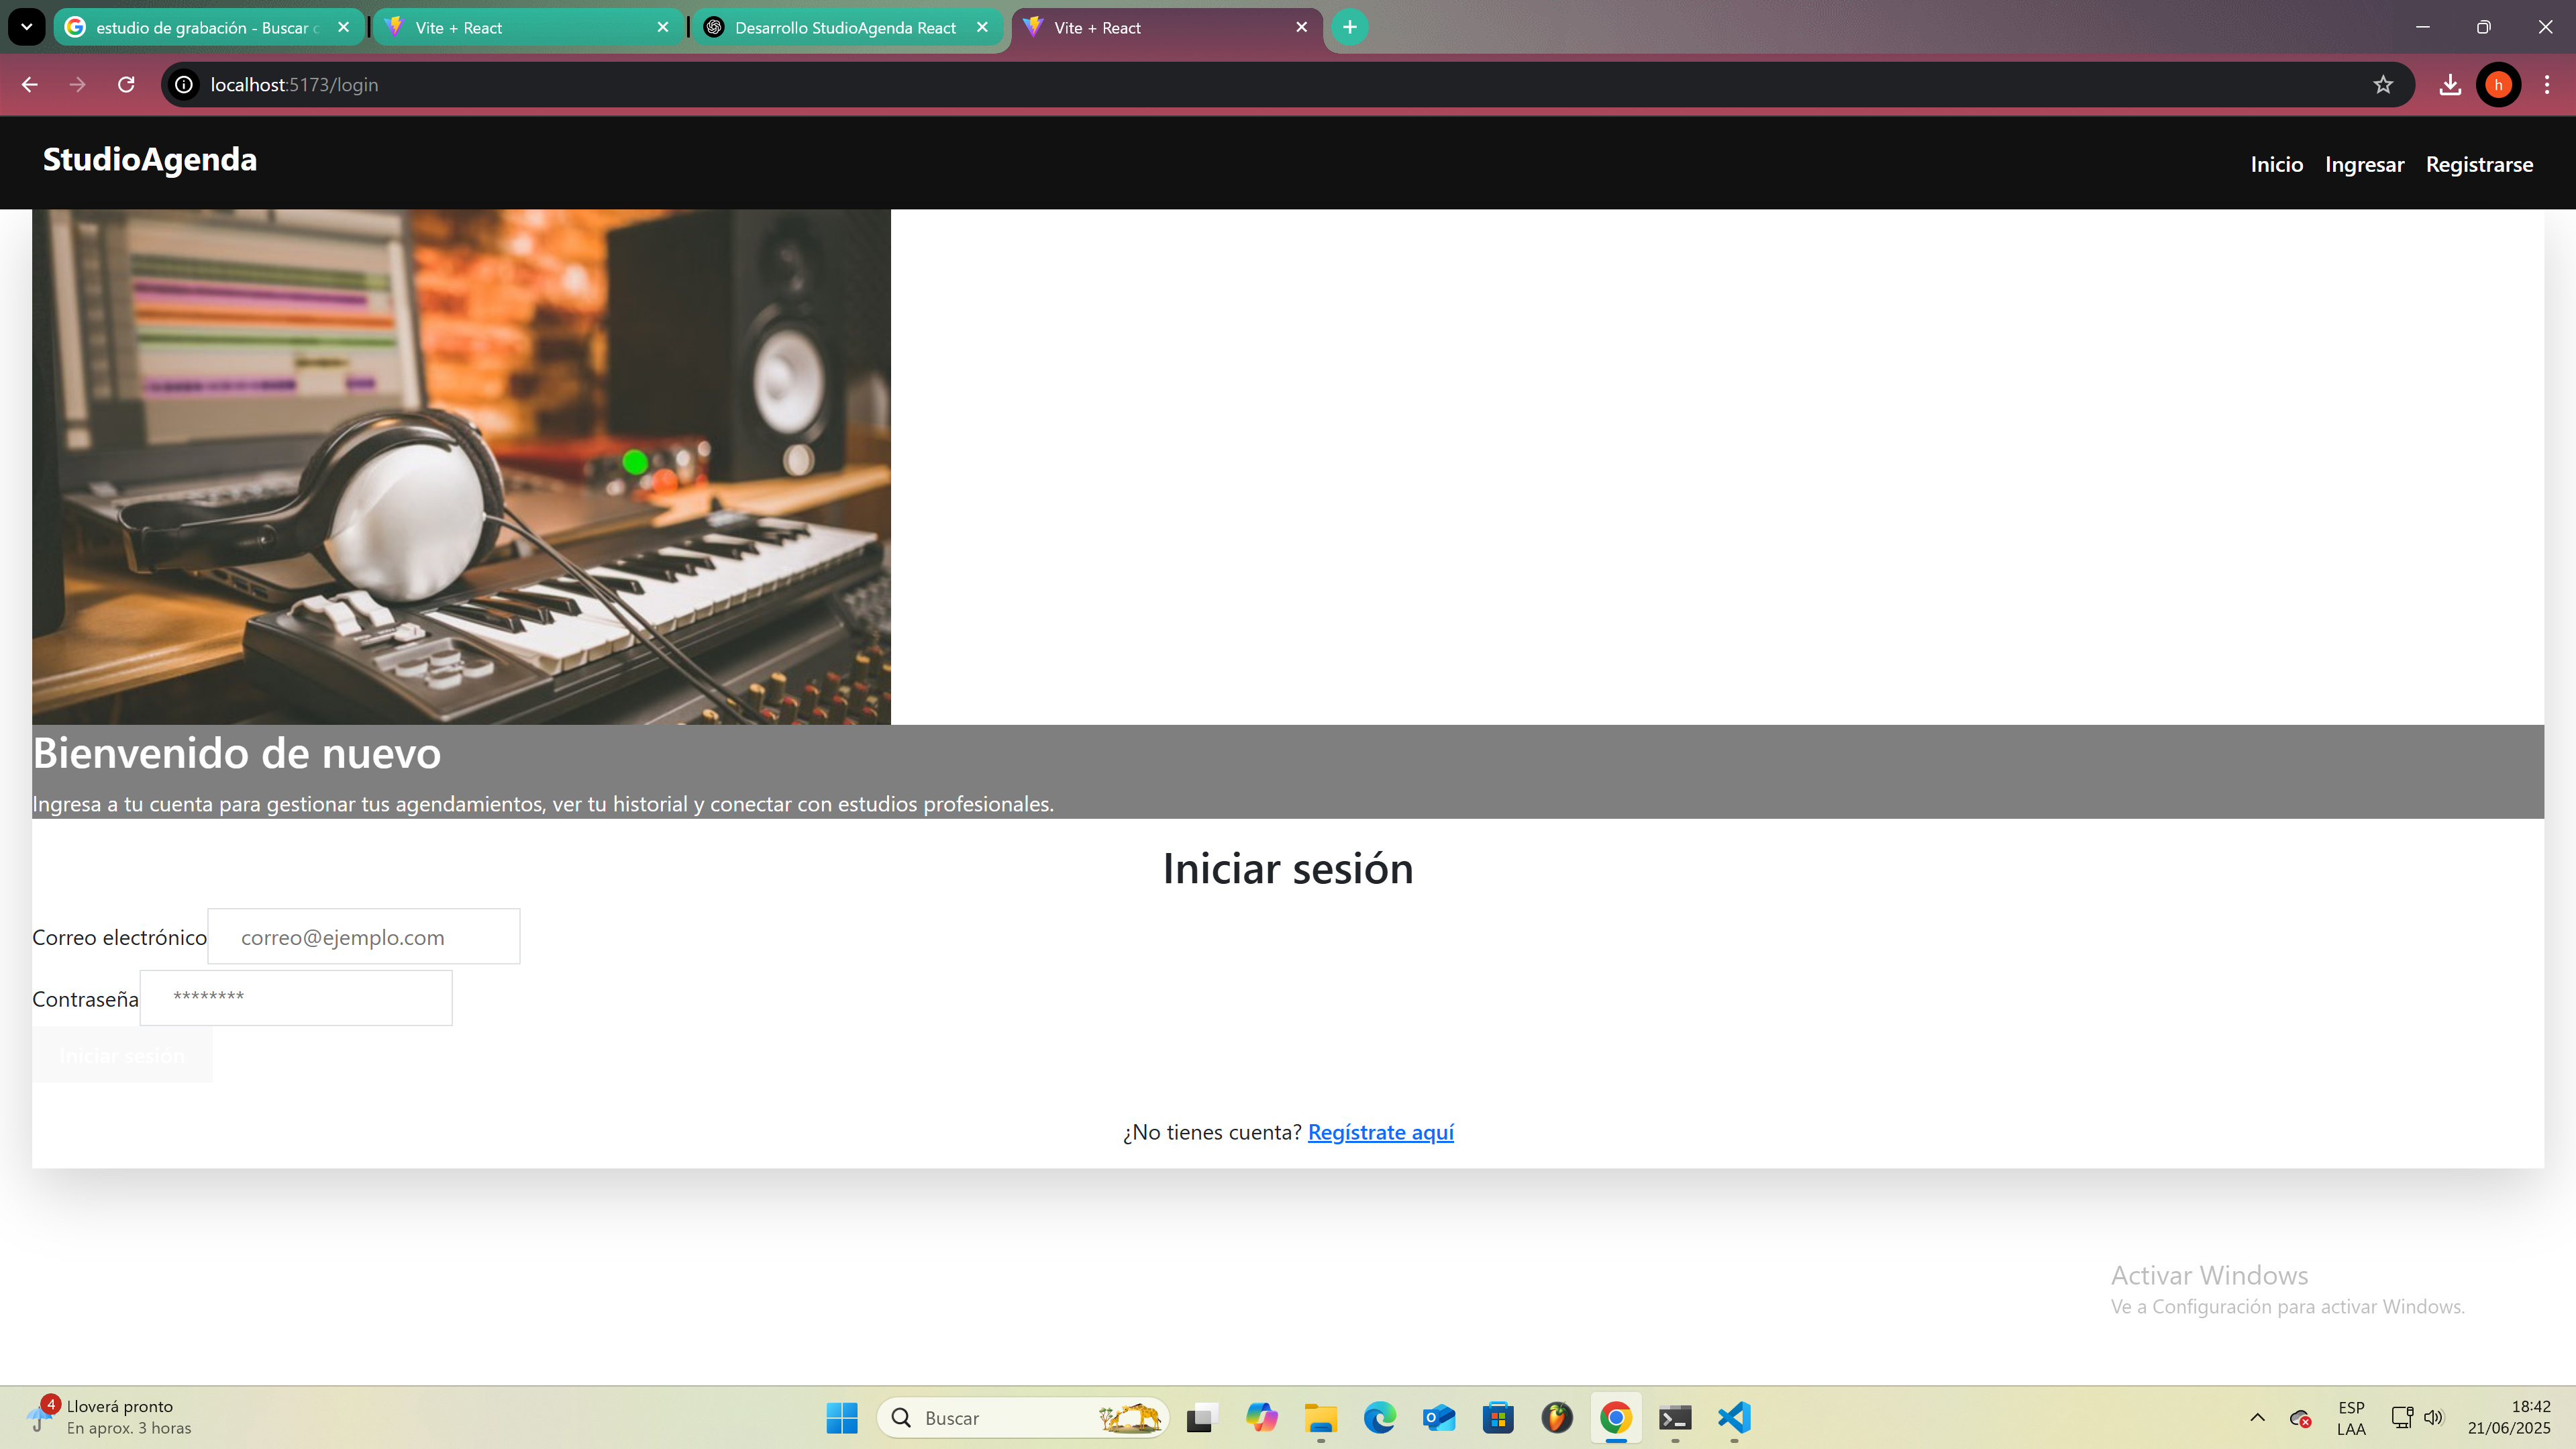 estudio de grabación - Buscar c
Vite + React
Desarrollo StudioAgenda React
Vite + React
localhost:5173/login
h
StudioAgenda
Inicio
Ingresar
Registrarse
Bienvenido de nuevo
Ingresa a tu cuenta para gestionar tus agendamientos, ver tu historial y conectar con estudios profesionales.
Iniciar sesión
Correo electrónico
correo@ejemplo.com
Contraseña
********
Iniciar sesión
¿No tienes cuenta? Regístrate aquí
Activar Windows
Ve a Configuración para activar Windows.
4
Lloverá pronto
En aprox. 3 horas
Buscar
ESP
LAA
18:42
21/06/2025